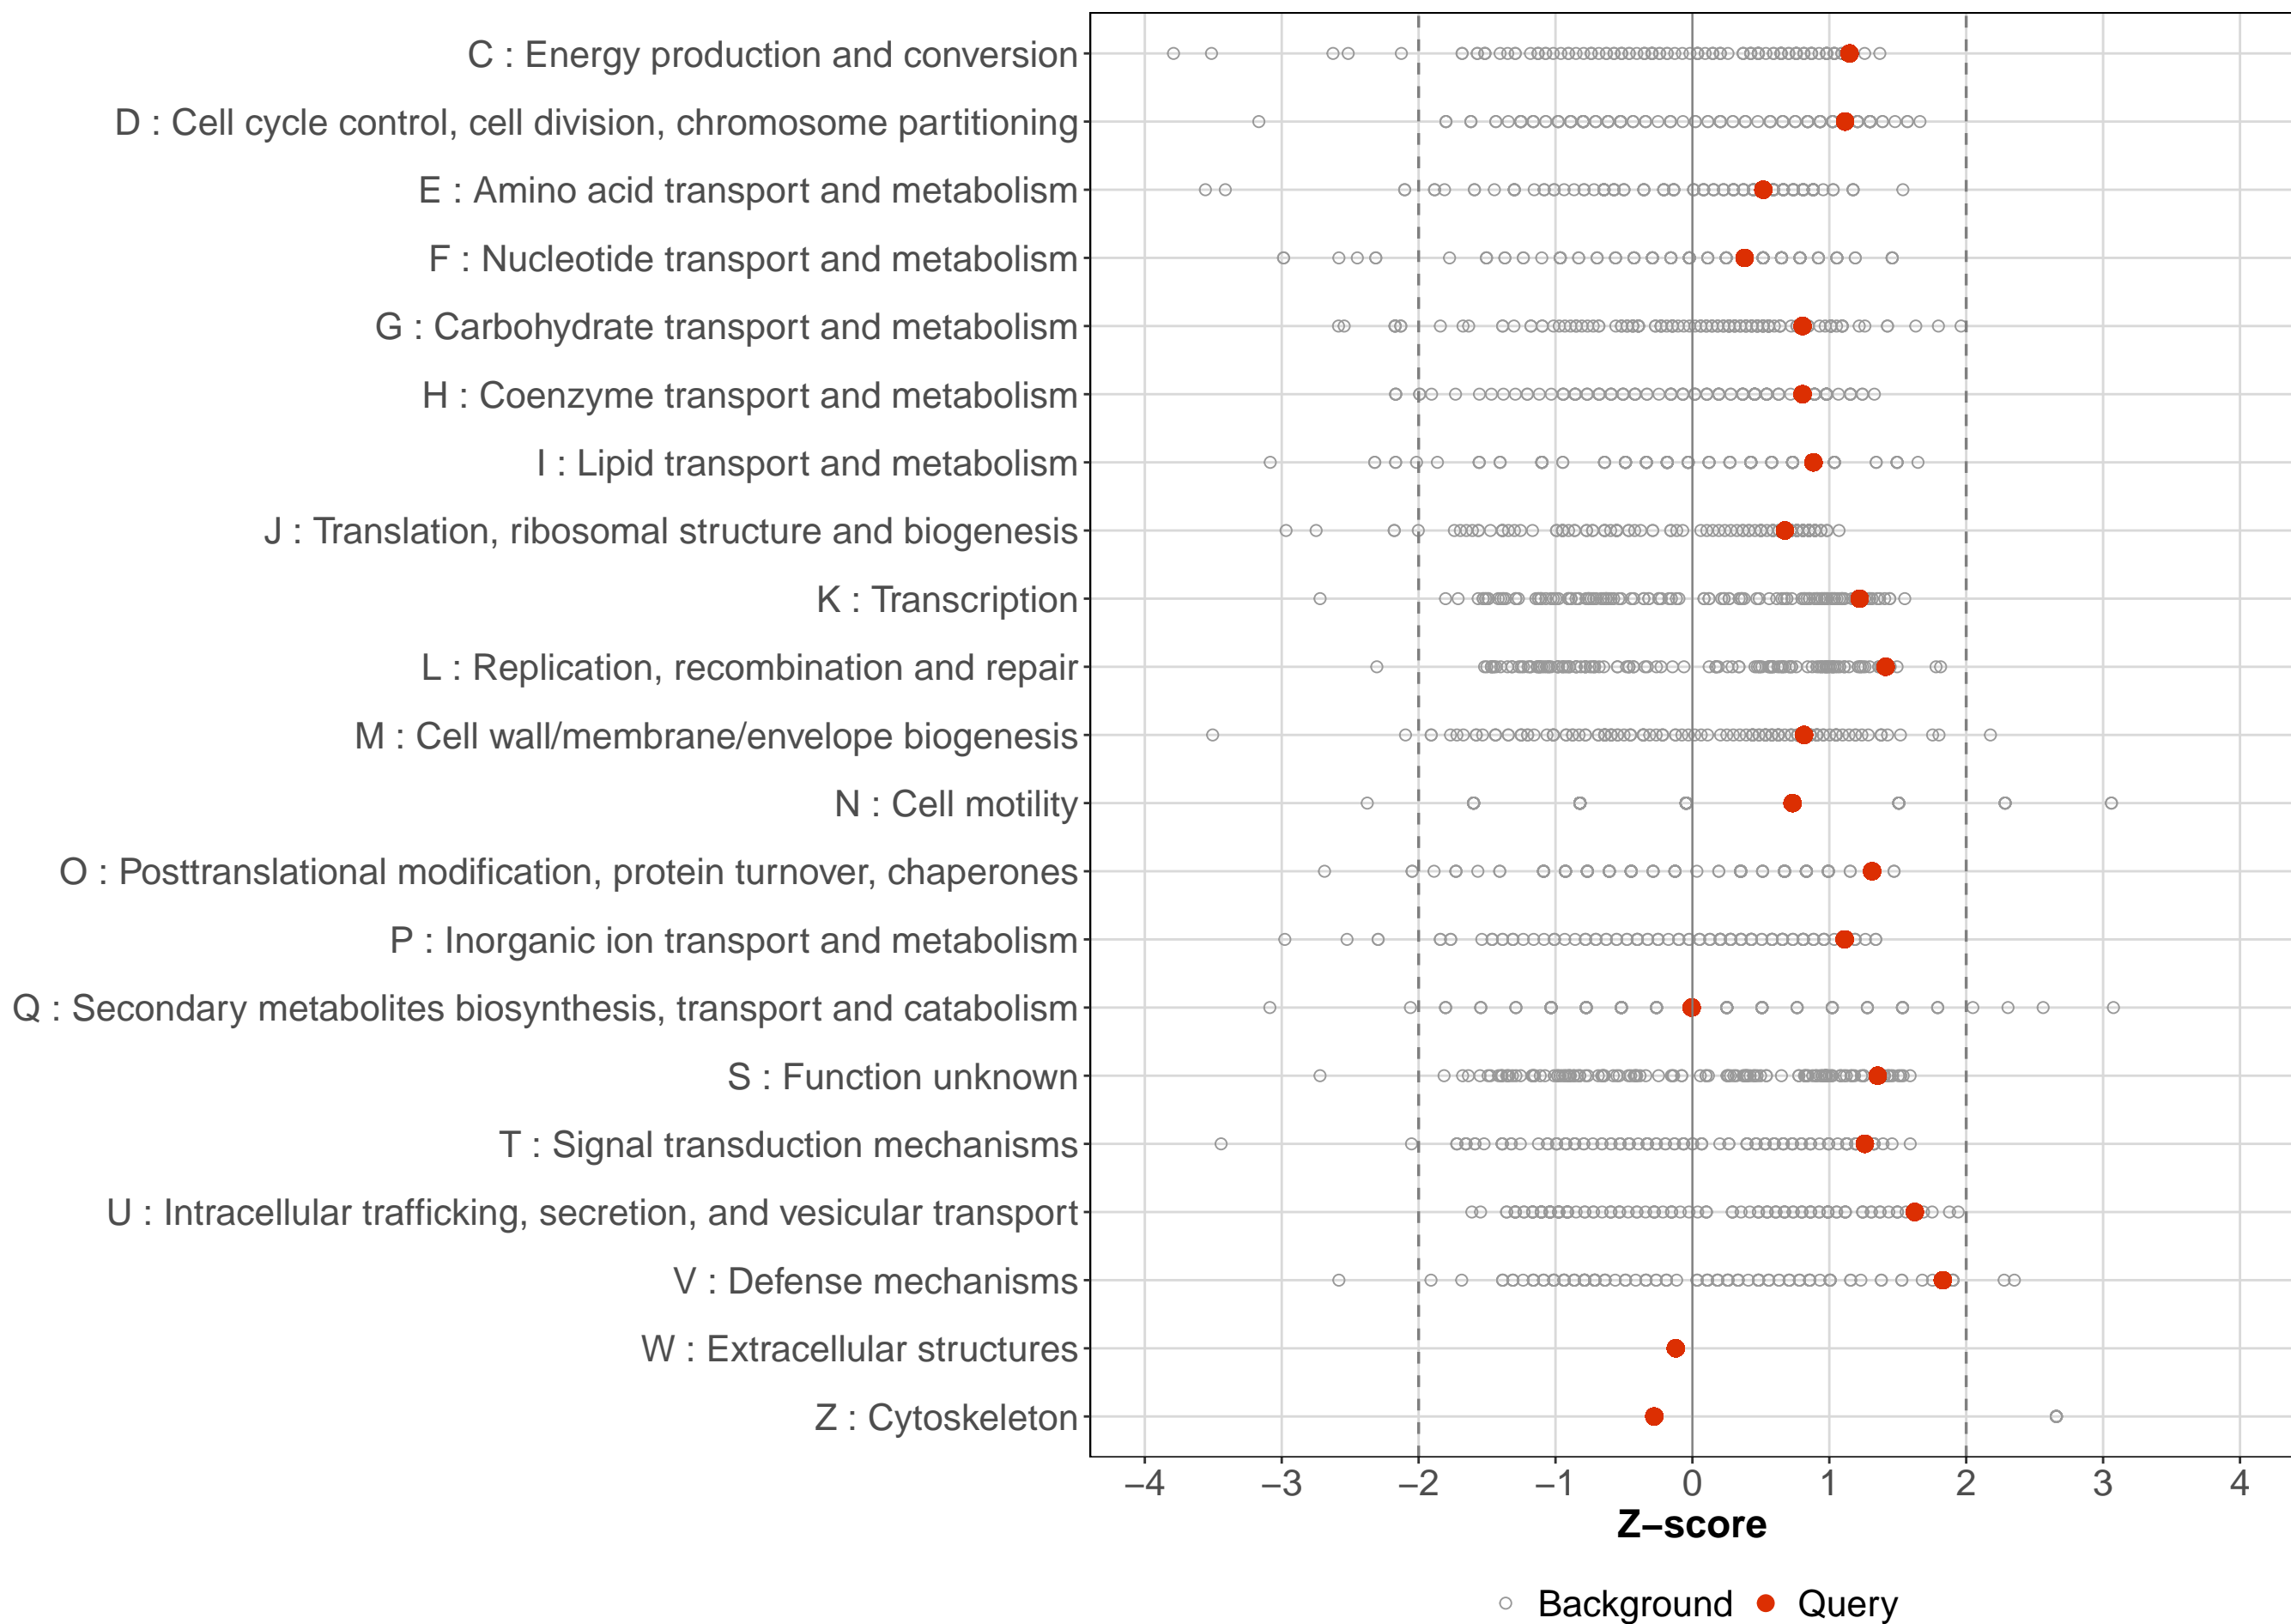 C : Energy production and conversion
D : Cell cycle control, cell division, chromosome partitioning
E : Amino acid transport and metabolism
F : Nucleotide transport and metabolism
G : Carbohydrate transport and metabolism
H : Coenzyme transport and metabolism
I : Lipid transport and metabolism
J : Translation, ribosomal structure and biogenesis
K : Transcription
L : Replication, recombination and repair
M : Cell wall/membrane/envelope biogenesis
N : Cell motility
O : Posttranslational modification, protein turnover, chaperones
P : Inorganic ion transport and metabolism
Q : Secondary metabolites biosynthesis, transport and catabolism
S : Function unknown
T : Signal transduction mechanisms
U : Intracellular trafficking, secretion, and vesicular transport
V : Defense mechanisms
W : Extracellular structures
Z : Cytoskeleton
−4 −3 −2 −1 0 1 2 3 4
Z−score
Background Query